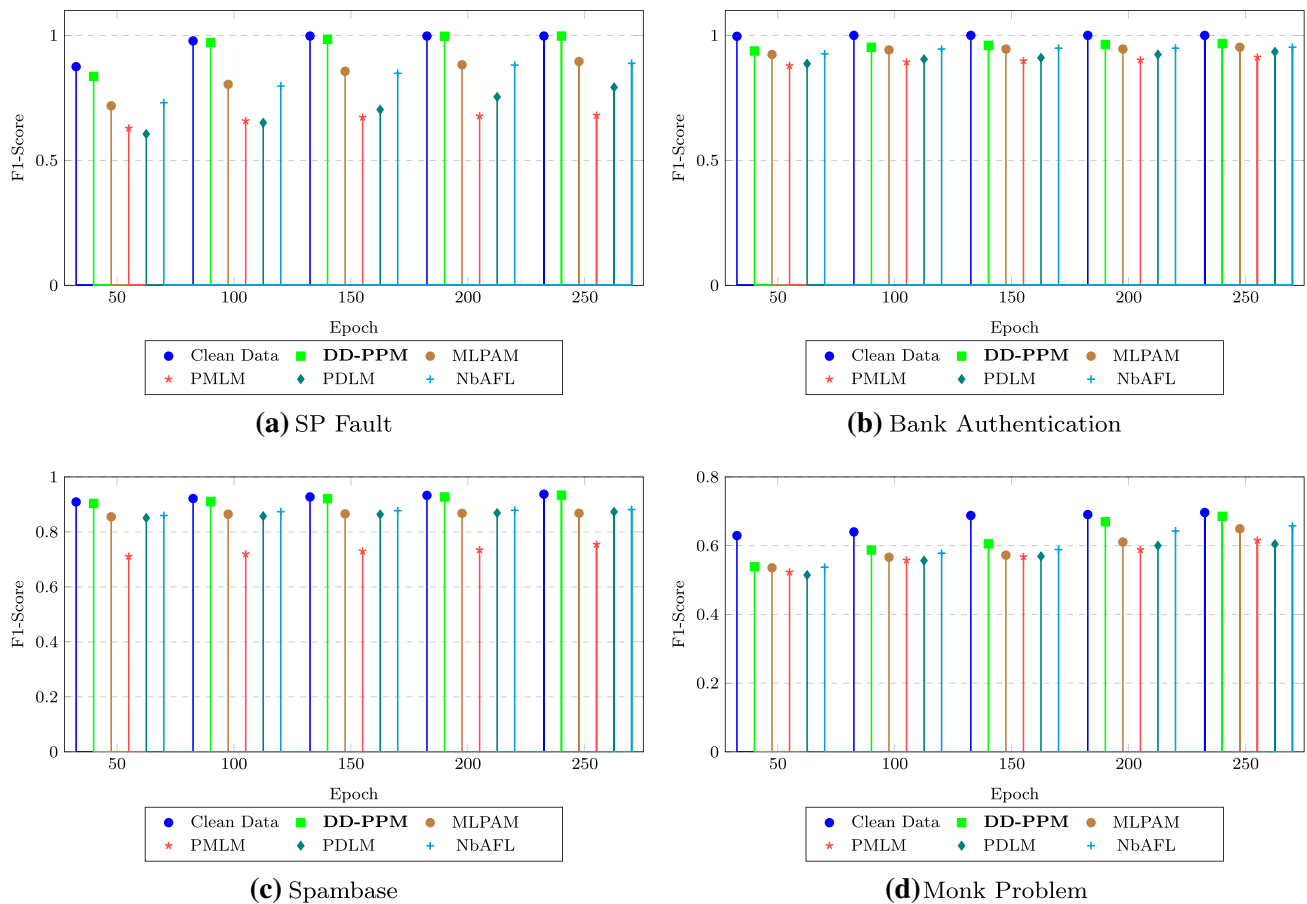 1
0.5
0
F1-Score
50 100 150 200 250
Epoch
Clean Data DD-PPM MLPAM
PMLM PDLM NbAFL
(a) SP Fault
1
0.5
0
F1-Score
50 100 150 200 250
Epoch
Clean Data DD-PPM MLPAM
PMLM PDLM NbAFL
(b) Bank Authentication
1
0.8
0.6
0.4
0.2
0
F1-Score
50 100 150 200 250
Epoch
Clean Data DD-PPM MLPAM
PMLM PDLM NbAFL
(c) Spambase
0.8
0.6
0.4
0.2
0
F1-Score
50 100 150 200 250
Epoch
Clean Data DD-PPM MLPAM
PMLM PDLM NbAFL
(d) Monk Problem